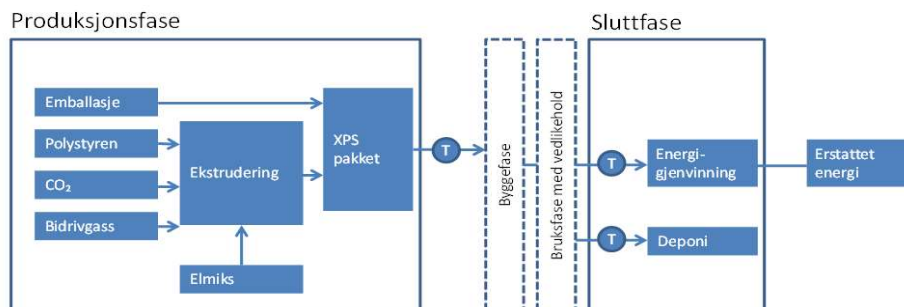 Produksjonsfase
Sluttfase
Emballasje
Polystyren
CO₂
Bidrivgass
Ekstrudering
Elmiks
XPS
pakket
T
Byggefase
Bruksfase med vedlikehold
T
Energi-
gjenvinning
Erstattet
energi
T
Deponi